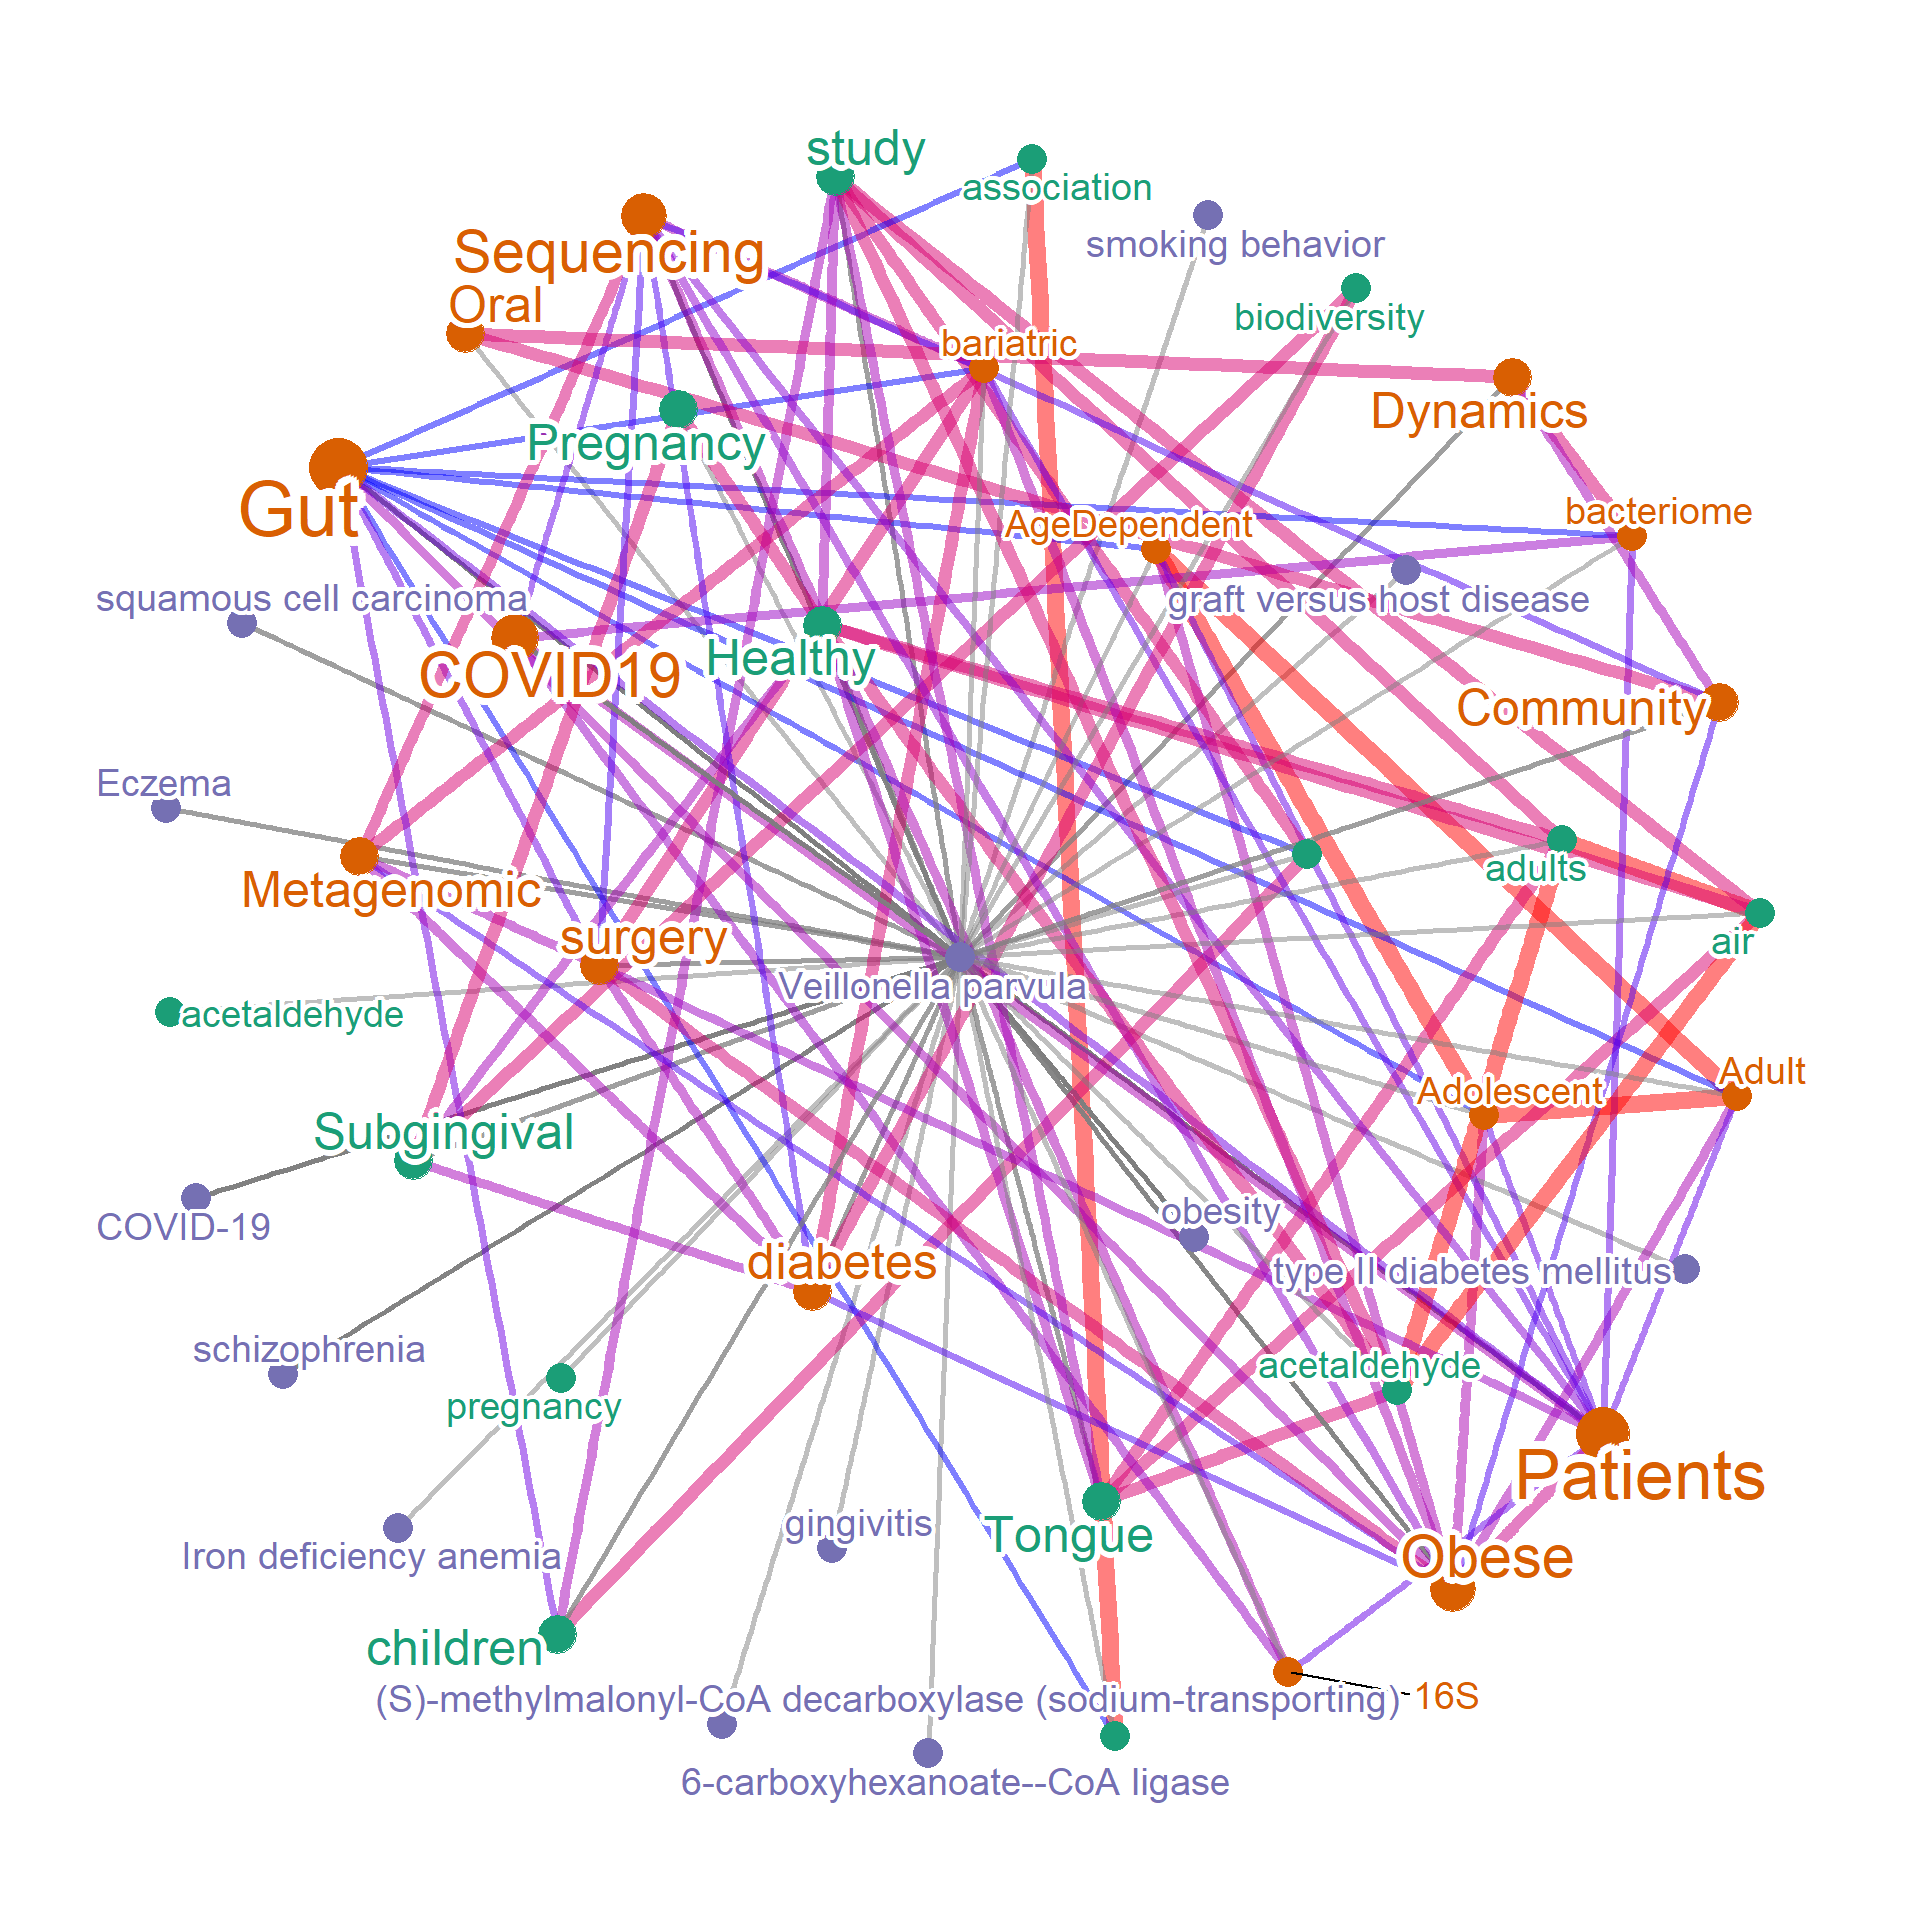 study
association
smoking behavior
Sequencing
Oral
biodiversity
bariatric
Dynamics
Pregnancy
Gut
AgeDependent
bacteriome
squamous cell carcinoma
graft versus host disease
COVID19
Healthy
Community
Eczema
Metagenomic
adults
surgery
air
Veillonella parvula
acetaldehyde
Adult
Adolescent
Subgingival
COVID-19
obesity
diabetes
type II diabetes mellitus
schizophrenia
acetaldehyde
pregnancy
Patients
gingivitis
Tongue
Iron deficiency anemia
Obese
children
(S)-methylmalonyl-CoA decarboxylase (sodium-transporting)
16S
6-carboxyhexanoate--CoA ligase